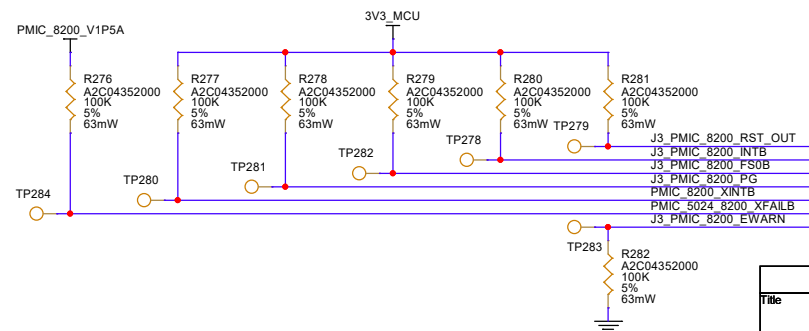 3V3_MCU
PMIC_8200_V1P5A
R276
A2C04352000
100K
5%
63mW
R277
A2C04352000
100K
5%
63mW
R278
A2C04352000
100K
5%
63mW
R279
A2C04352000
100K
5%
63mW
R280
A2C04352000
100K
5%
63mW
R281
A2C04352000
100K
5%
63mW
TP279
TP278
TP282
TP281
TP280
TP284
J3_PMIC_8200_RST_OUT
J3_PMIC_8200_INTB
J3_PMIC_8200_FS0B
J3_PMIC_8200_PG
PMIC_8200_XINTB
PMIC_5024_8200_XFAILB
J3_PMIC_8200_EWARN
TP283
R282
A2C04352000
100K
5%
63mW
Title